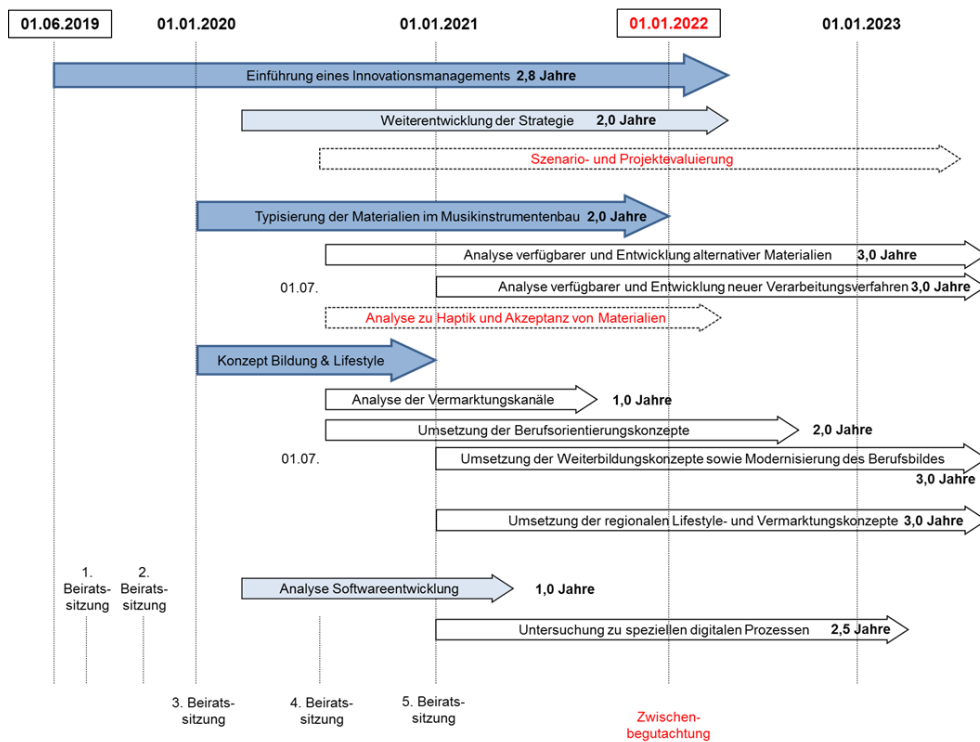 01.06.2019 01.01.2020 01.01.2021 01.01.2022 01.01.2023
Einführung eines Innovationsmanagements 2,8 Jahre
Weiterentwicklung der Strategie 2,0 Jahre
Szenario- und Projektevaluierung
Typisierung der Materialien im Musikinstrumentenbau 2,0 Jahre
Analyse verfügbarer und Entwicklung alternativer Materialien 3,0 Jahre
01.07. Analyse verfügbarer und Entwicklung neuer Verarbeitungsverfahren 3,0 Jahre
Analyse zu Haptik und Akzeptanz von Materialien
Konzept Bildung & Lifestyle
Analyse der Vermarktungskanäle 1,0 Jahre
Umsetzung der Berufsorientierungskonzepte 2,0 Jahre
01.07. Umsetzung der Weiterbildungskonzepte sowie Modernisierung des Berufsbildes
3,0 Jahre
Umsetzung der regionalen Lifestyle- und Vermarktungskonzepte 3,0 Jahre
1.
Beirats-
sitzung
2.
Beirats-
sitzung
Analyse Softwareentwicklung 1,0 Jahre
Untersuchung zu speziellen digitalen Prozessen 2,5 Jahre
3. Beirats-
sitzung
4. Beirats-
sitzung
5. Beirats-
sitzung
Zwischen-
begutachtung